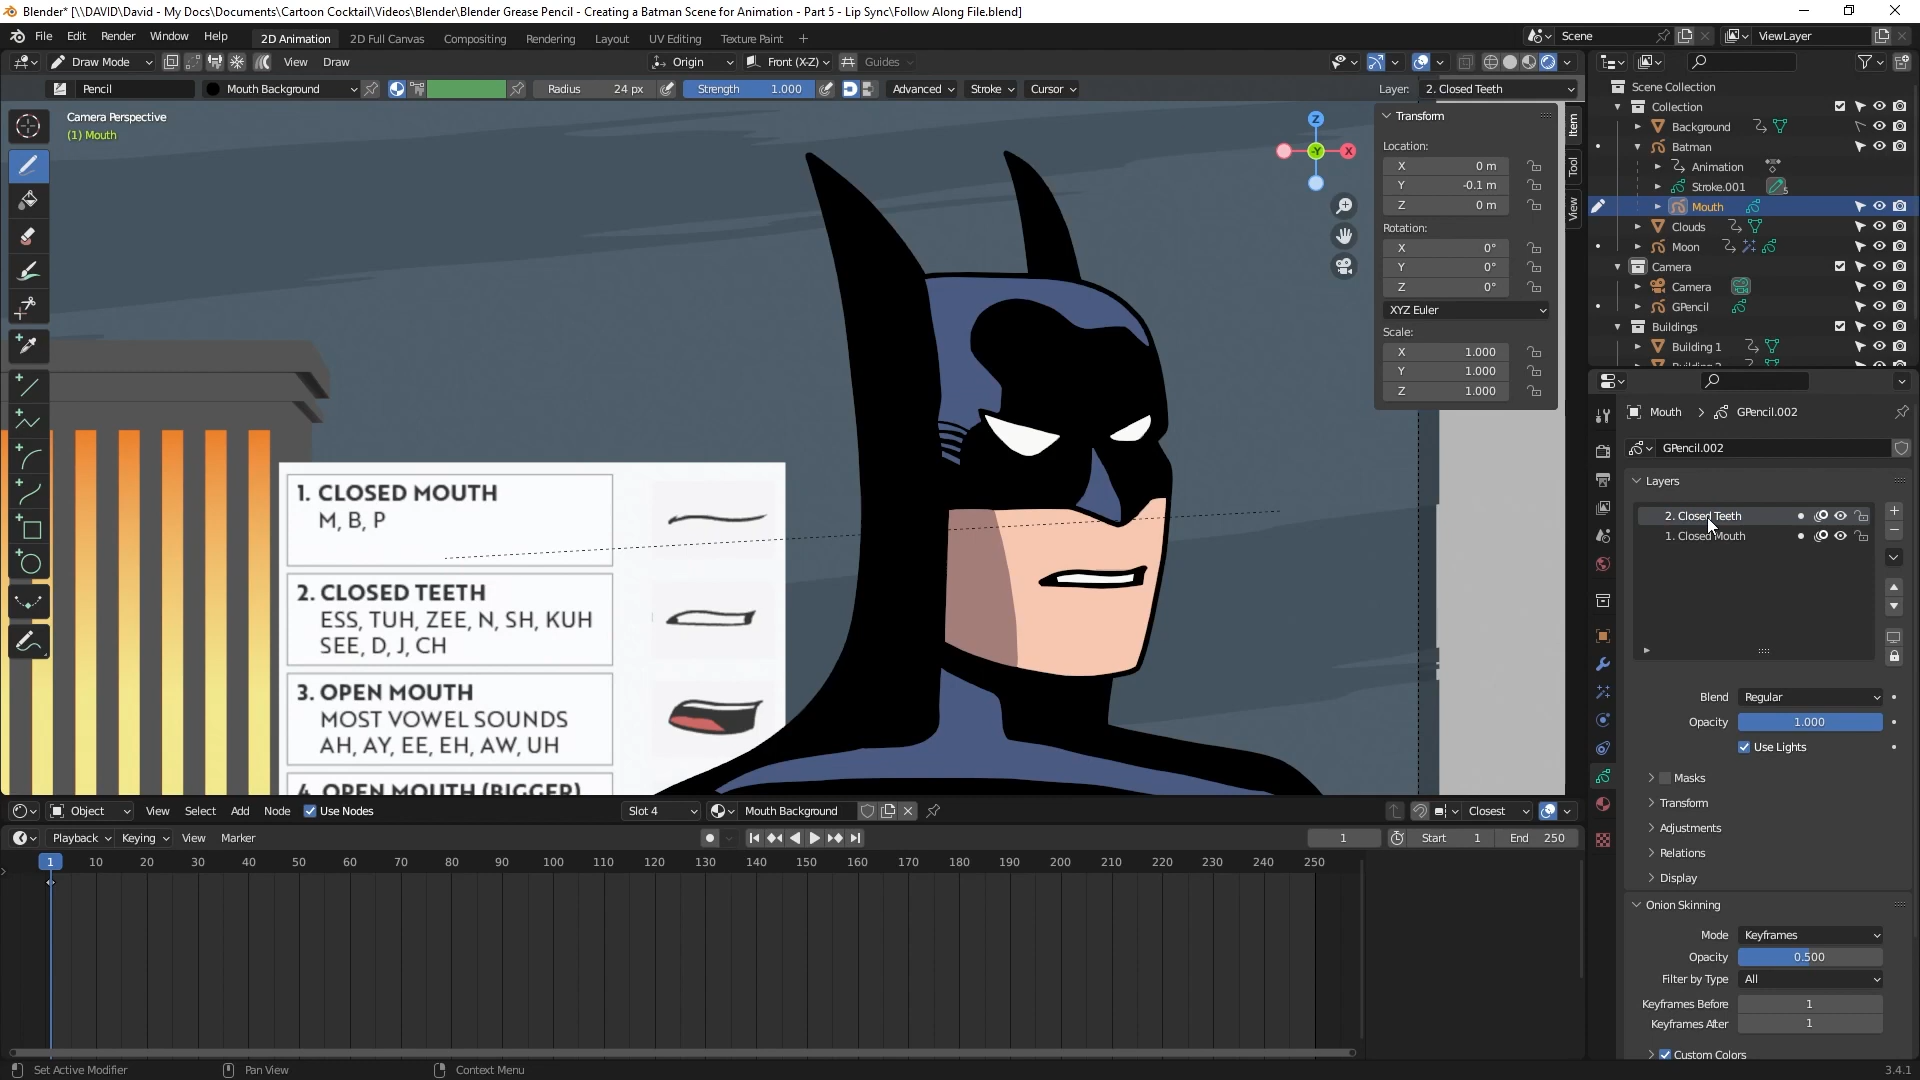 Blender* [\\DAVID\David - My Docs\Documents\Cartoon Cocktail\Videos\Blender\Blender Grease Pencil - Creating a Batman Scene for Animation - Part 5 - Lip Sync\Follow Along File.blend]
File Edit Render Window Help 2D Animation 2D Full Canvas Compositing Rendering Layout UV Editing Texture Paint + Scene ViewLayer
Draw Mode View Draw Origin Front (X-Z) Guides
Pencil Mouth Background Radius 24 px Strength 1.000 Advanced Stroke Cursor Layer: 2. Closed Teeth
Camera Perspective
(1) Mouth
Z
-Y X
Transform
Location:
X 0 m
Y -0.1 m
Z 0 m
Rotation:
X 0°
Y 0°
Z 0°
XYZ Euler
Scale:
X 1.000
Y 1.000
Z 1.000
Item
Tool
View
1. CLOSED MOUTH
M, B, P
2. CLOSED TEETH
ESS, TUH, ZEE, N, SH, KUH
SEE, D, J, CH
3. OPEN MOUTH
MOST VOWEL SOUNDS
AH, AY, EE, EH, AW, UH
4. OPEN MOUTH (BIGGER)
Scene Collection
Collection
Background
Batman
Animation
Stroke.001 5
Mouth
Clouds
Moon
Camera
Camera
GPencil
Buildings
Building 1
Mouth > GPencil.002
GPencil.002
Layers
2. Closed Teeth
1. Closed Mouth
Blend Regular
Opacity 1.000
Use Lights
Masks
Transform
Adjustments
Relations
Display
Onion Skinning
Mode Keyframes
Opacity 0.500
Filter by Type All
Keyframes Before 1
Keyframes After 1
Custom Colors
Object View Select Add Node Use Nodes Slot 4 Mouth Background Closest
Playback Keying View Marker 1 Start 1 End 250
1 10 20 30 40 50 60 70 80 90 100 110 120 130 140 150 160 170 180 190 200 210 220 230 240 250
Set Active Modifier Pan View Context Menu 3.4.1